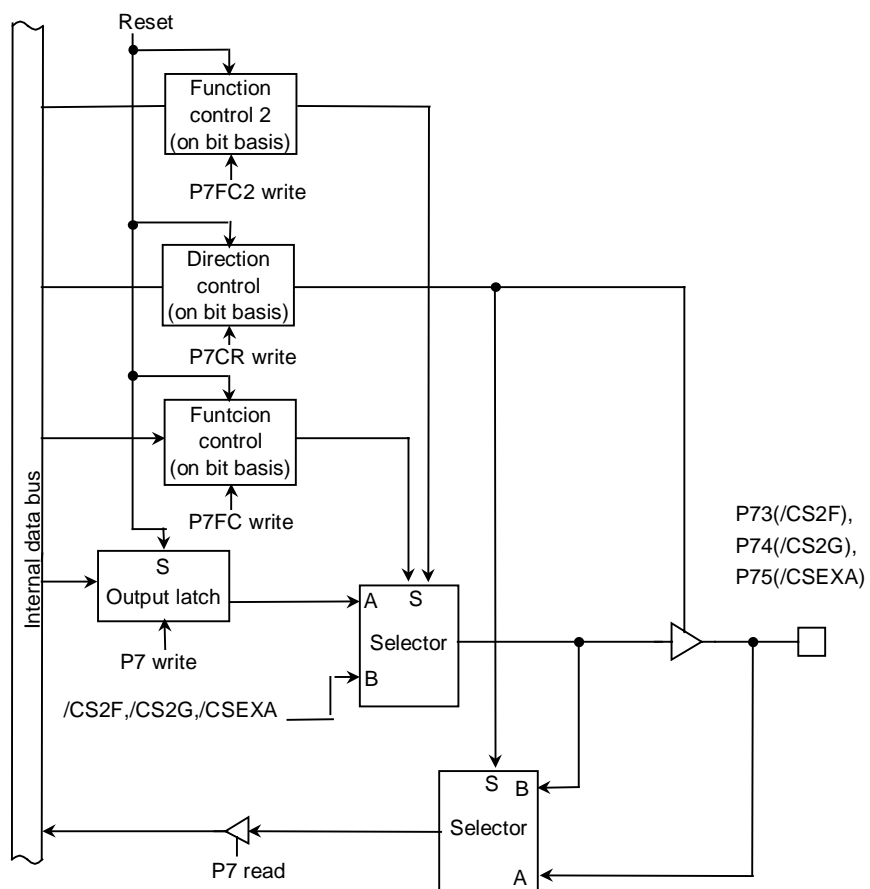 Reset
Function
control 2
(on bit basis)
P7FC2 write
Direction
control
(on bit basis)
P7CR write
Funtcion
control
(on bit basis)
P7FC write
Internal data bus
S
Output latch
P7 write
A
S
Selector
B
/CS2F,/CS2G,/CSEXA
P73(/CS2F),
P74(/CS2G),
P75(/CSEXA)
S
B
Selector
A
P7 read